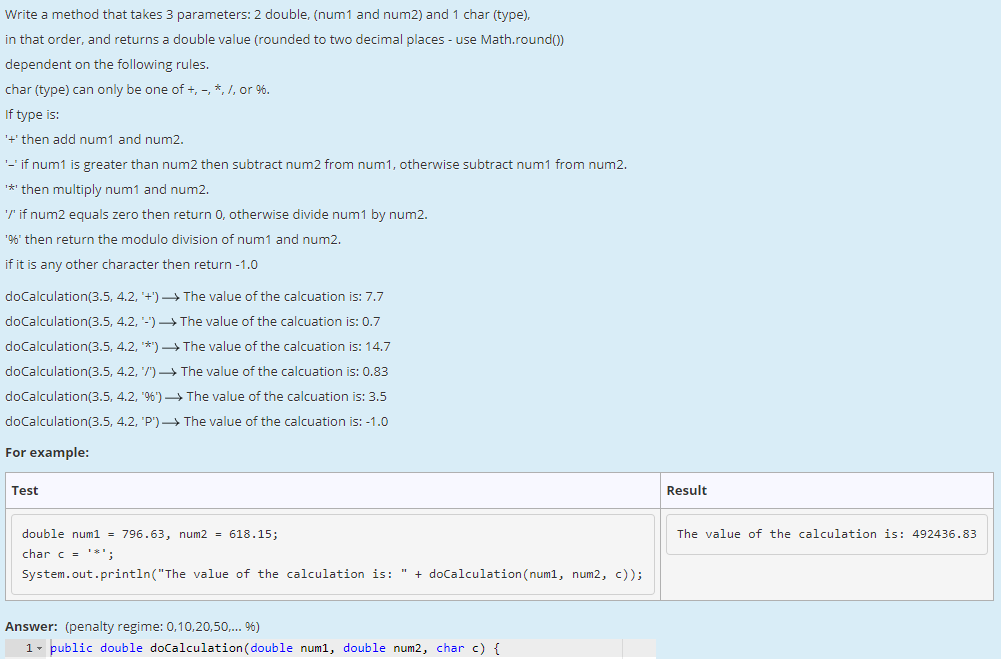 Write a method that takes 3 parameters: 2 double, (num1 and num2) and 1 char (type),
in that order, and returns a double value (rounded to two decimal places - use Math.round())
dependent on the following rules.
char (type) can only be one of +, –, *, /, or %.
If type is:
'+' then add num1 and num2.
'–' if num1 is greater than num2 then subtract num2 from num1, otherwise subtract num1 from num2.
'*' then multiply num1 and num2.
'/' if num2 equals zero then return 0, otherwise divide num1 by num2.
'%' then return the modulo division of num1 and num2.
if it is any other character then return -1.0
doCalculation(3.5, 4.2, '+') ⟶ The value of the calcuation is: 7.7
doCalculation(3.5, 4.2, '-') ⟶ The value of the calcuation is: 0.7
doCalculation(3.5, 4.2, '*') ⟶ The value of the calcuation is: 14.7
doCalculation(3.5, 4.2, '/') ⟶ The value of the calcuation is: 0.83
doCalculation(3.5, 4.2, '%') ⟶ The value of the calcuation is: 3.5
doCalculation(3.5, 4.2, 'P') ⟶ The value of the calcuation is: -1.0
For example:
Test Result
double num1 = 796.63, num2 = 618.15; The value of the calculation is: 492436.83
char c = '*';
System.out.println("The value of the calculation is: " + doCalculation(num1, num2, c));
Answer: (penalty regime: 0,10,20,50,... %)
1 public double doCalculation(double num1, double num2, char c) {